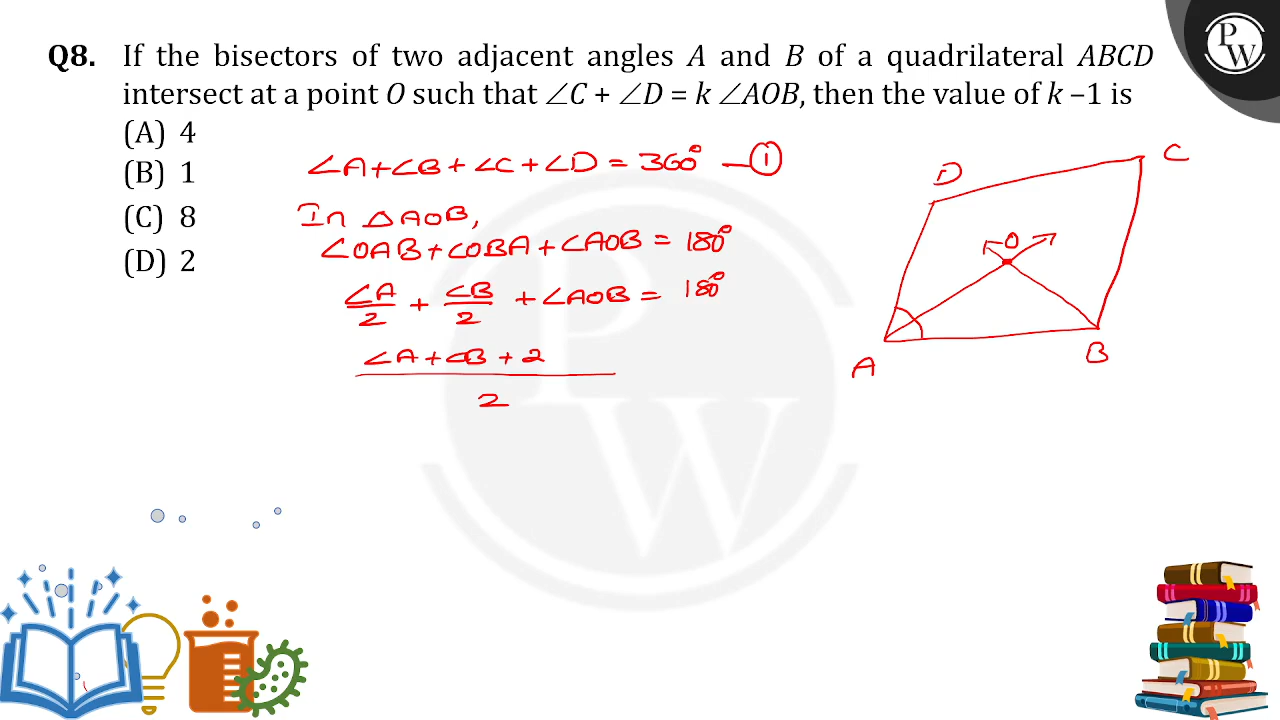 Q8. If the bisectors of two adjacent angles A and B of a quadrilateral ABCD
intersect at a point O such that ∠C + ∠D = k ∠AOB, then the value of k –1 is
(A) 4
(B) 1
(C) 8
(D) 2
∠A+∠B+∠C+∠D = 360° —①
In △AOB,
∠OAB+∠OBA+∠AOB = 180°
∠A/2 + ∠B/2 + ∠AOB = 180°
∠A+∠B+2
2
D
C
O
A
B
PW
PW